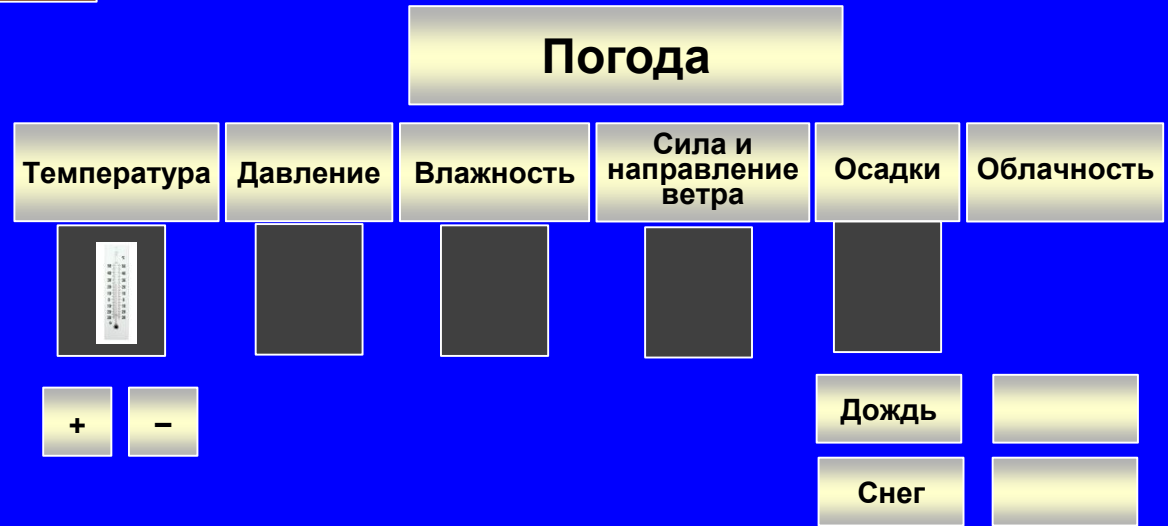 Погода
Температура
Давление
Влажность
Сила и
направление
ветра
Осадки
Облачность
+
−
Дождь
Снег